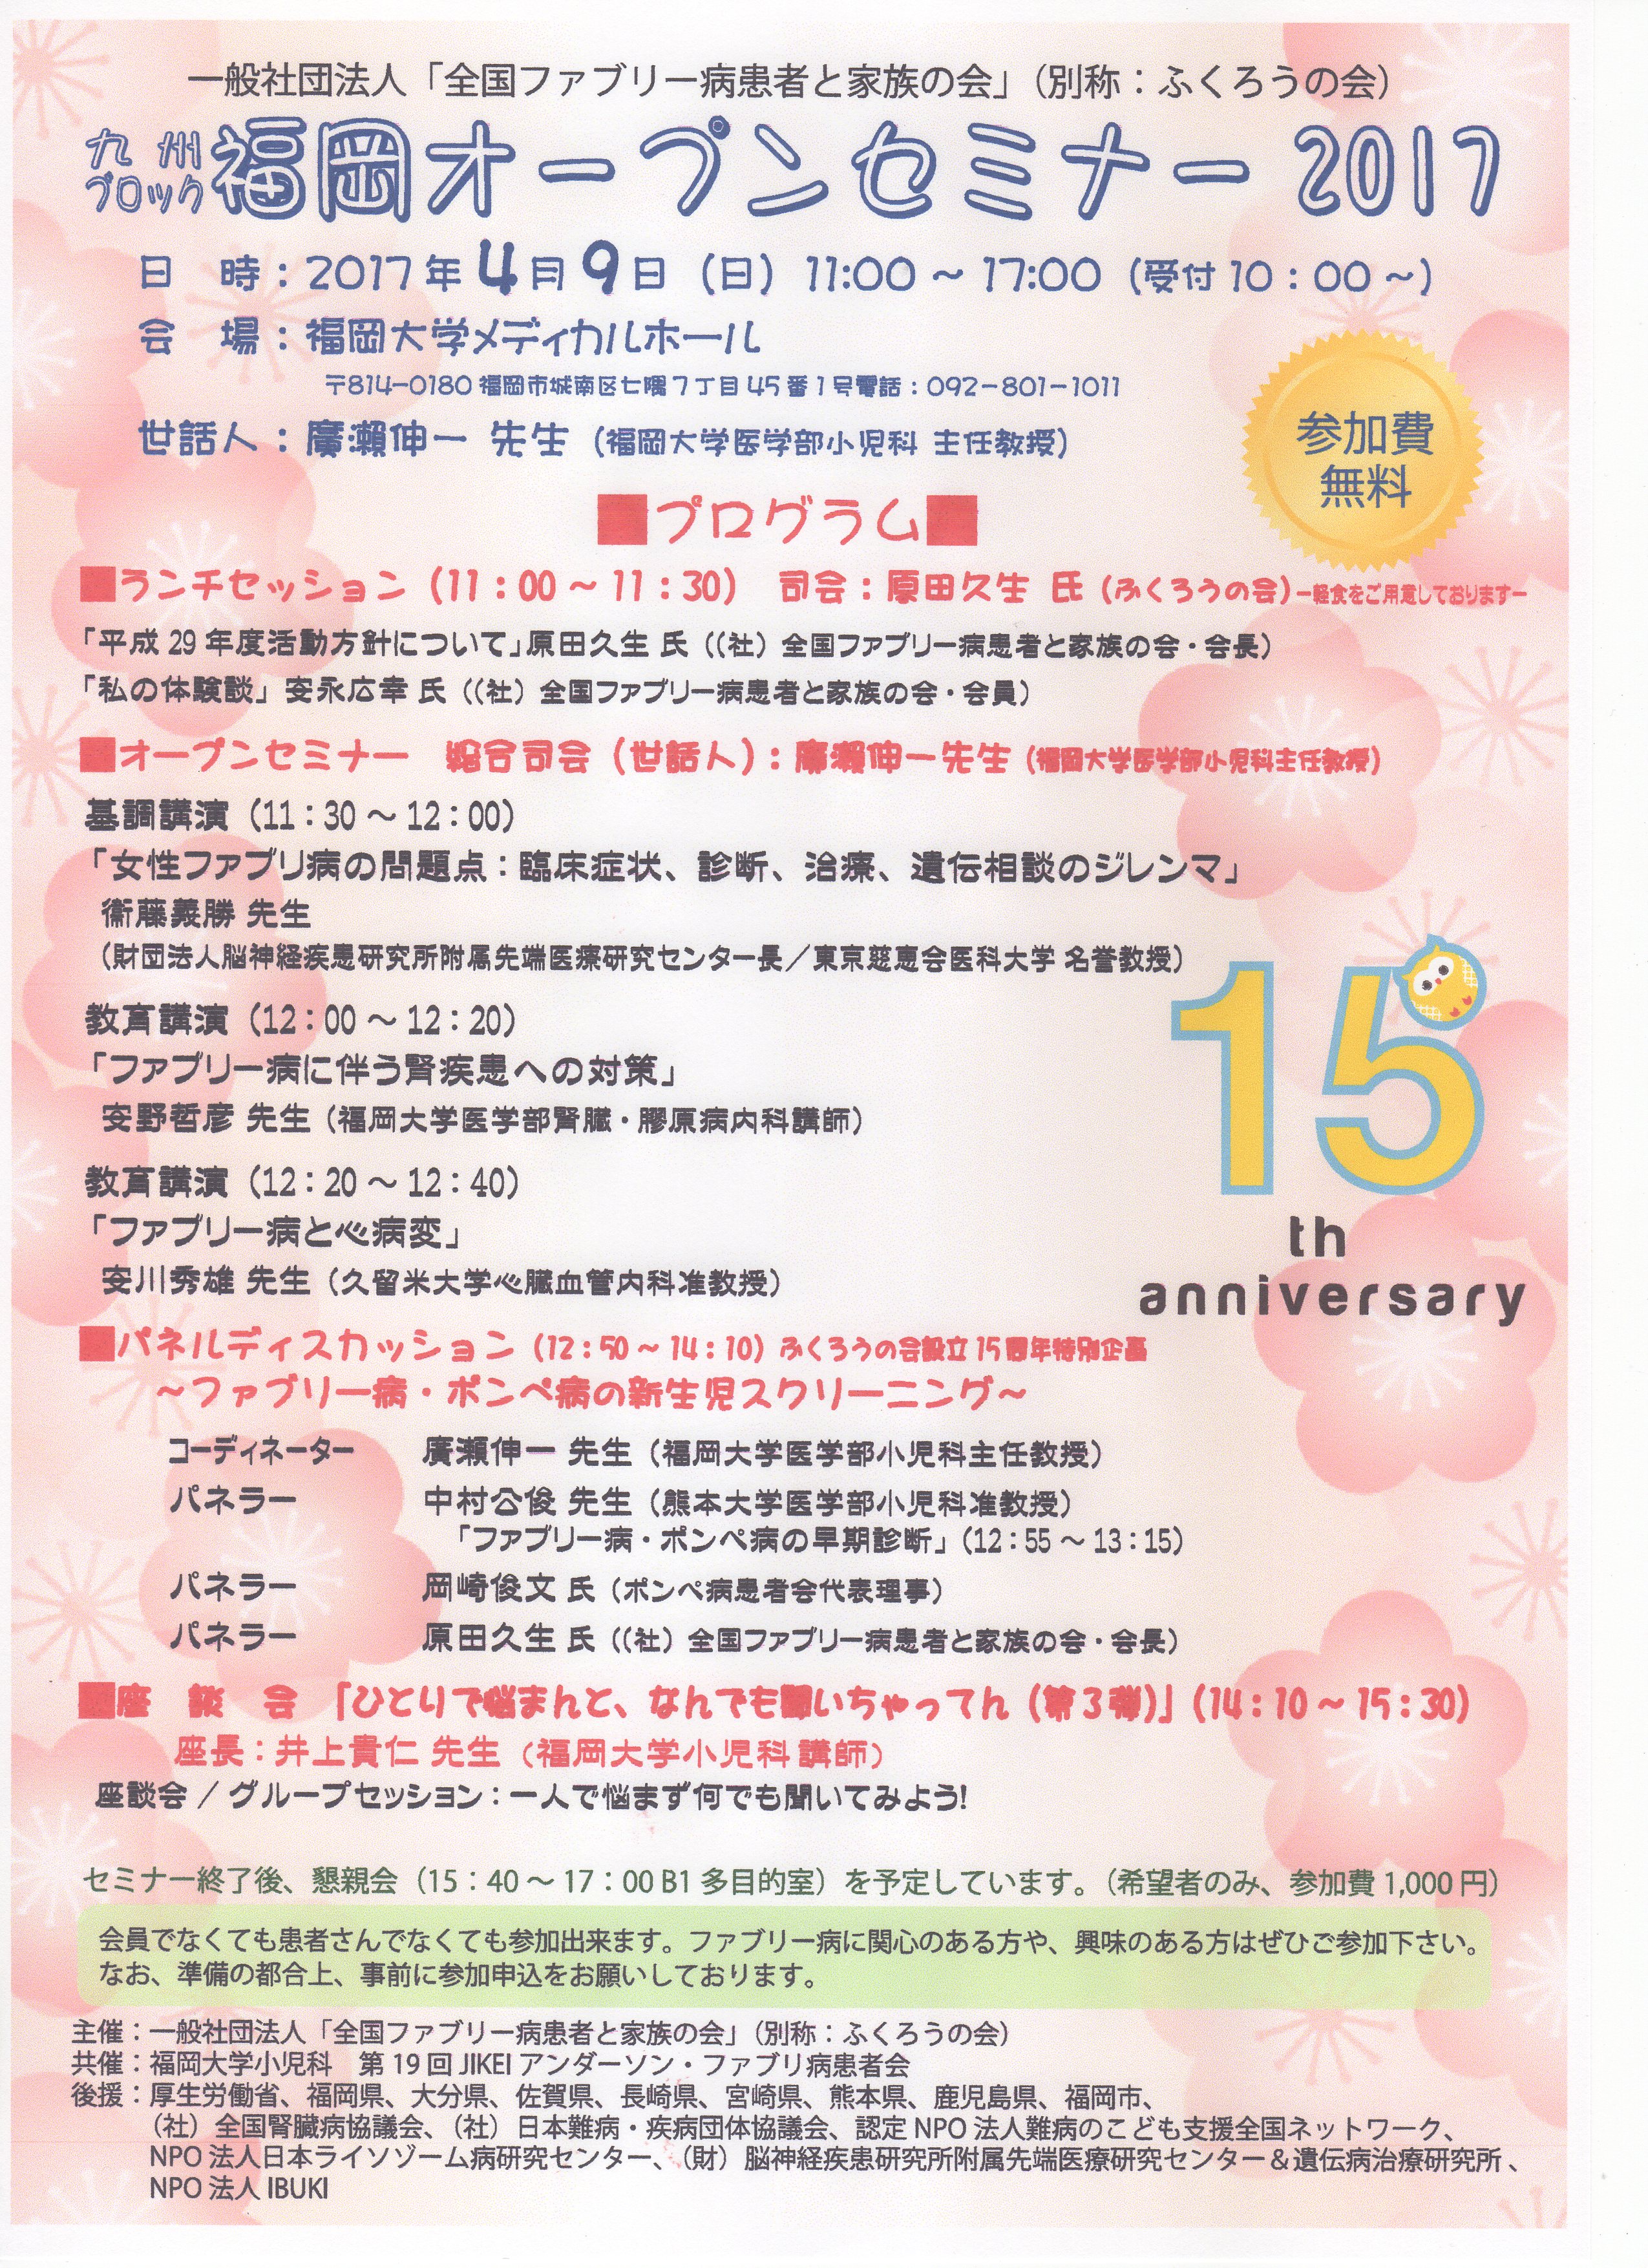 一般社団法人「全国ファブリー病患者と家族の会」（別称：ふくろうの会）
九州ブロック 福岡オープンセミナー 2017
日　時：2017年4月9日（日）11:00～17:00（受付10：00～）
会　場：福岡大学メディカルホール
〒814-0180 福岡市城南区七隈7丁目45番1号電話：092-801-1011
世話人：廣瀬伸一 先生（福岡大学医学部小児科 主任教授）
参加費
無料
■プログラム■
■ランチセッション（11：00～11：30）　司会：原田久生 氏（ふくろうの会）ー軽食をご用意しておりますー
「平成29年度活動方針について」原田久生 氏（（社）全国ファブリー病患者と家族の会・会長）
「私の体験談」安永広幸 氏（（社）全国ファブリー病患者と家族の会・会員）
■オープンセミナー　総合司会（世話人）：廣瀬伸一先生（福岡大学医学部小児科主任教授）
基調講演（11：30～12：00）
「女性ファブリ病の問題点：臨床症状、診断、治療、遺伝相談のジレンマ」
衞藤義勝 先生
（財団法人脳神経疾患研究所附属先端医療研究センター長／東京慈恵会医科大学 名誉教授）
教育講演（12：00～12：20）
「ファブリー病に伴う腎疾患への対策」
安野哲彦 先生（福岡大学医学部腎臓・膠原病内科講師）
教育講演（12：20～12：40）
「ファブリー病と心病変」
安川秀雄 先生（久留米大学心臓血管内科准教授）
15
th
anniversary
■パネルディスカッション（12：50～14：10）ふくろうの会設立15周年特別企画
～ファブリー病・ポンペ病の新生児スクリーニング～
コーディネーター　廣瀬伸一 先生（福岡大学医学部小児科主任教授）
パネラー　中村公俊 先生（熊本大学医学部小児科准教授）
「ファブリー病・ポンペ病の早期診断」（12：55～13：15）
パネラー　岡崎俊文 氏（ポンペ病患者会代表理事）
パネラー　原田久生 氏（（社）全国ファブリー病患者と家族の会・会長）
■座　談　会　「ひとりで悩まんと、なんでも聞いちゃってん（第3弾）」（14：10～15：30）
座長：井上貴仁 先生（福岡大学小児科講師）
座談会 / グループセッション：一人で悩まず何でも聞いてみよう！
セミナー終了後、懇親会（15：40～17：00 B1多目的室）を予定しています。（希望者のみ、参加費1,000円）
会員でなくても患者さんでなくても参加出来ます。ファブリー病に関心のある方や、興味のある方はぜひご参加下さい。
なお、準備の都合上、事前に参加申込をお願いしております。
主催：一般社団法人「全国ファブリー病患者と家族の会」（別称：ふくろうの会）
共催：福岡大学小児科　第19回JIKEIアンダーソン・ファブリ病患者会
後援：厚生労働省、福岡県、大分県、佐賀県、長崎県、宮崎県、熊本県、鹿児島県、福岡市、
（社）全国腎臓病協議会、（社）日本難病・疾病団体協議会、認定NPO法人難病のこども支援全国ネットワーク、
NPO法人日本ライソゾーム病研究センター、（財）脳神経疾患研究所附属先端医療研究センター＆遺伝病治療研究所、
NPO法人IBUKI